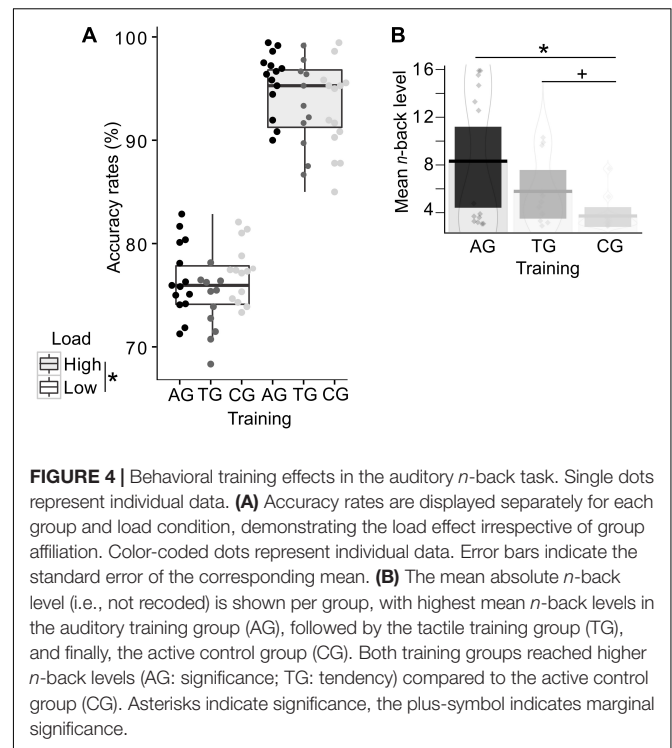 A
100
90
80
70
Accuracy rates (%)
Load
High
Low
*
AG TG CG AG TG CG
Training
B
*
+
16
12
8
4
Mean n-back level
AG TG CG
Training
FIGURE 4 | Behavioral training effects in the auditory n-back task. Single dots
represent individual data. (A) Accuracy rates are displayed separately for each
group and load condition, demonstrating the load effect irrespective of group
affiliation. Color-coded dots represent individual data. Error bars indicate the
standard error of the corresponding mean. (B) The mean absolute n-back
level (i.e., not recoded) is shown per group, with highest mean n-back levels in
the auditory training group (AG), followed by the tactile training group (TG),
and finally, the active control group (CG). Both training groups reached higher
n-back levels (AG: significance; TG: tendency) compared to the active control
group (CG). Asterisks indicate significance, the plus-symbol indicates marginal
significance.